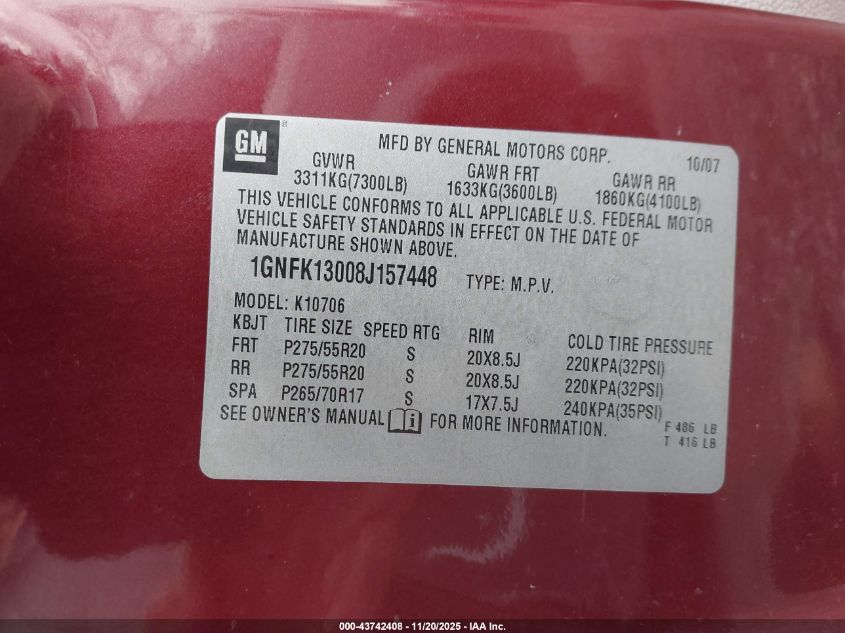 GM ®
MFD BY GENERAL MOTORS CORP. 10/07
GVWR GAWR FRT GAWR RR
3311KG(7300LB) 1633KG(3600LB) 1860KG(4100LB)
THIS VEHICLE CONFORMS TO ALL APPLICABLE U.S. FEDERAL MOTOR
VEHICLE SAFETY STANDARDS IN EFFECT ON THE DATE OF
MANUFACTURE SHOWN ABOVE.
1GNFK13008J157448 TYPE: M.P.V.
MODEL: K10706
KBJT TIRE SIZE SPEED RTG RIM COLD TIRE PRESSURE
FRT P275/55R20 S 20X8.5J 220KPA(32PSI)
RR P275/55R20 S 20X8.5J 220KPA(32PSI)
SPA P265/70R17 S 17X7.5J 240KPA(35PSI)
SEE OWNER'S MANUAL i FOR MORE INFORMATION.
F 486 LB
T 416 LB
000-43742408 - 11/20/2025 - IAA Inc.